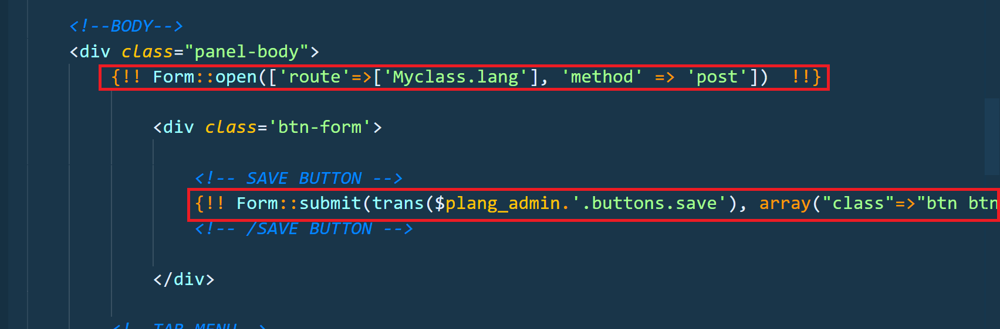 <!--BODY-->
<div class="panel-body">
{!! Form::open(['route'=>['Myclass.lang'], 'method' => 'post'])  !!}
<div class='btn-form'>
<!-- SAVE BUTTON -->
{!! Form::submit(trans($plang_admin.'.buttons.save'), array("class"=>"btn btn
<!-- /SAVE BUTTON -->
</div>
<!-- TAB MENU